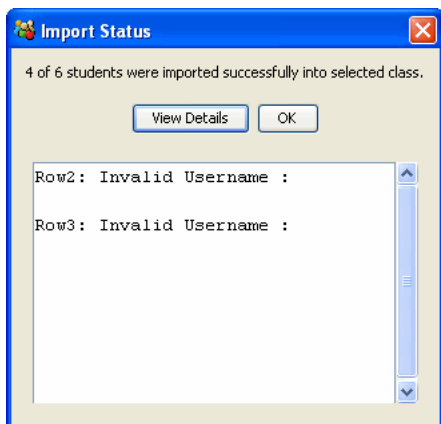 Import Status
4 of 6 students were imported successfully into selected class.
View Details OK
Row2: Invalid Username :
Row3: Invalid Username :